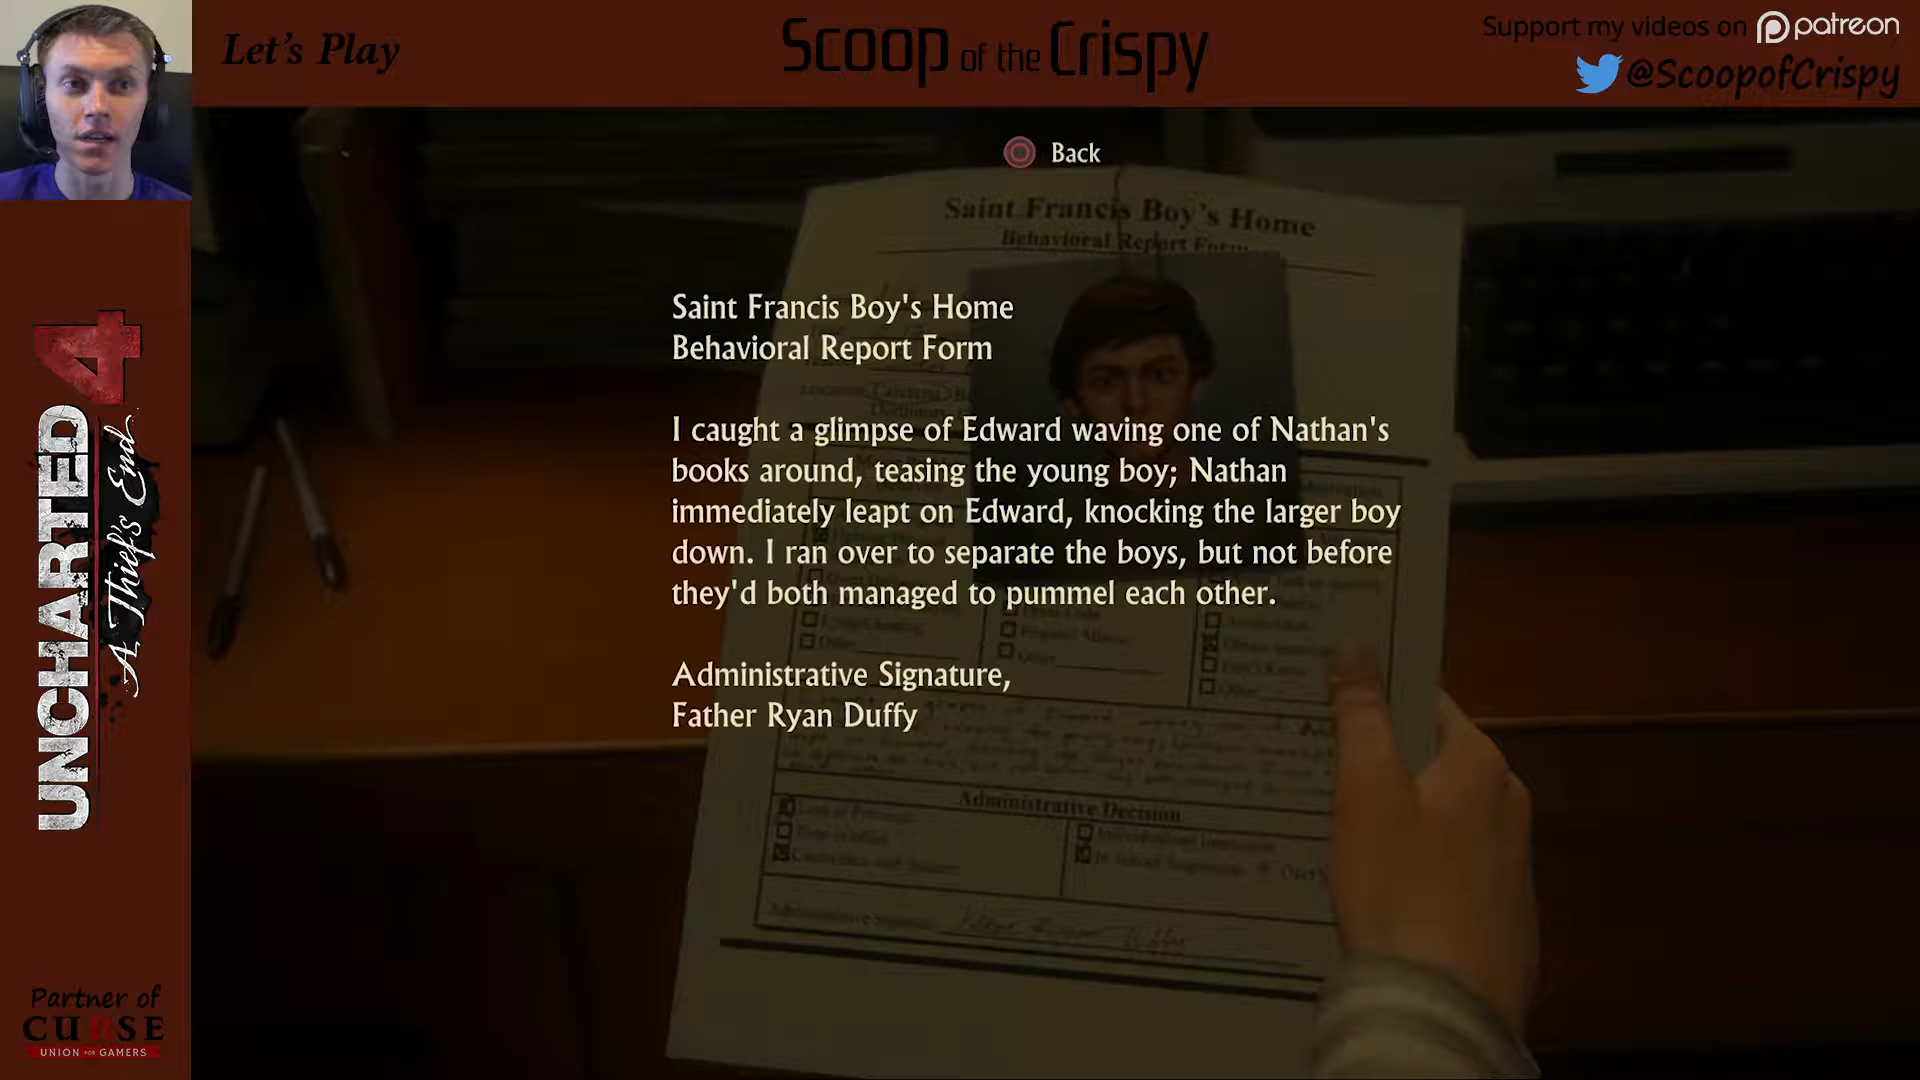 Let's Play
Scoop of the Crispy
Support my videos on patreon
@ScoopofCrispy
Back
Saint Francis Boy's Home
Behavioral Report Form
Saint Francis Boy's Home
Behavioral Report Form
I caught a glimpse of Edward waving one of Nathan's
books around, teasing the young boy; Nathan
immediately leapt on Edward, knocking the larger boy
down. I ran over to separate the boys, but not before
they'd both managed to pummel each other.
Administrative Signature,
Father Ryan Duffy
Administrative Decision
UNCHARTED 4
A Thief's End
Partner of
CURSE
UNION FOR GAMERS